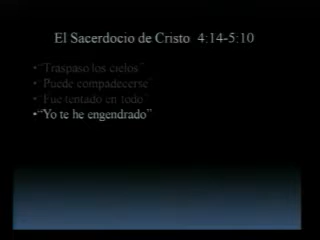 El Sacerdocio de Cristo 4:14-5:10
•“Traspaso los cielos”
•“Puede compadecerse”
•“Fue tentado en todo”
•“Yo te he engendrado”